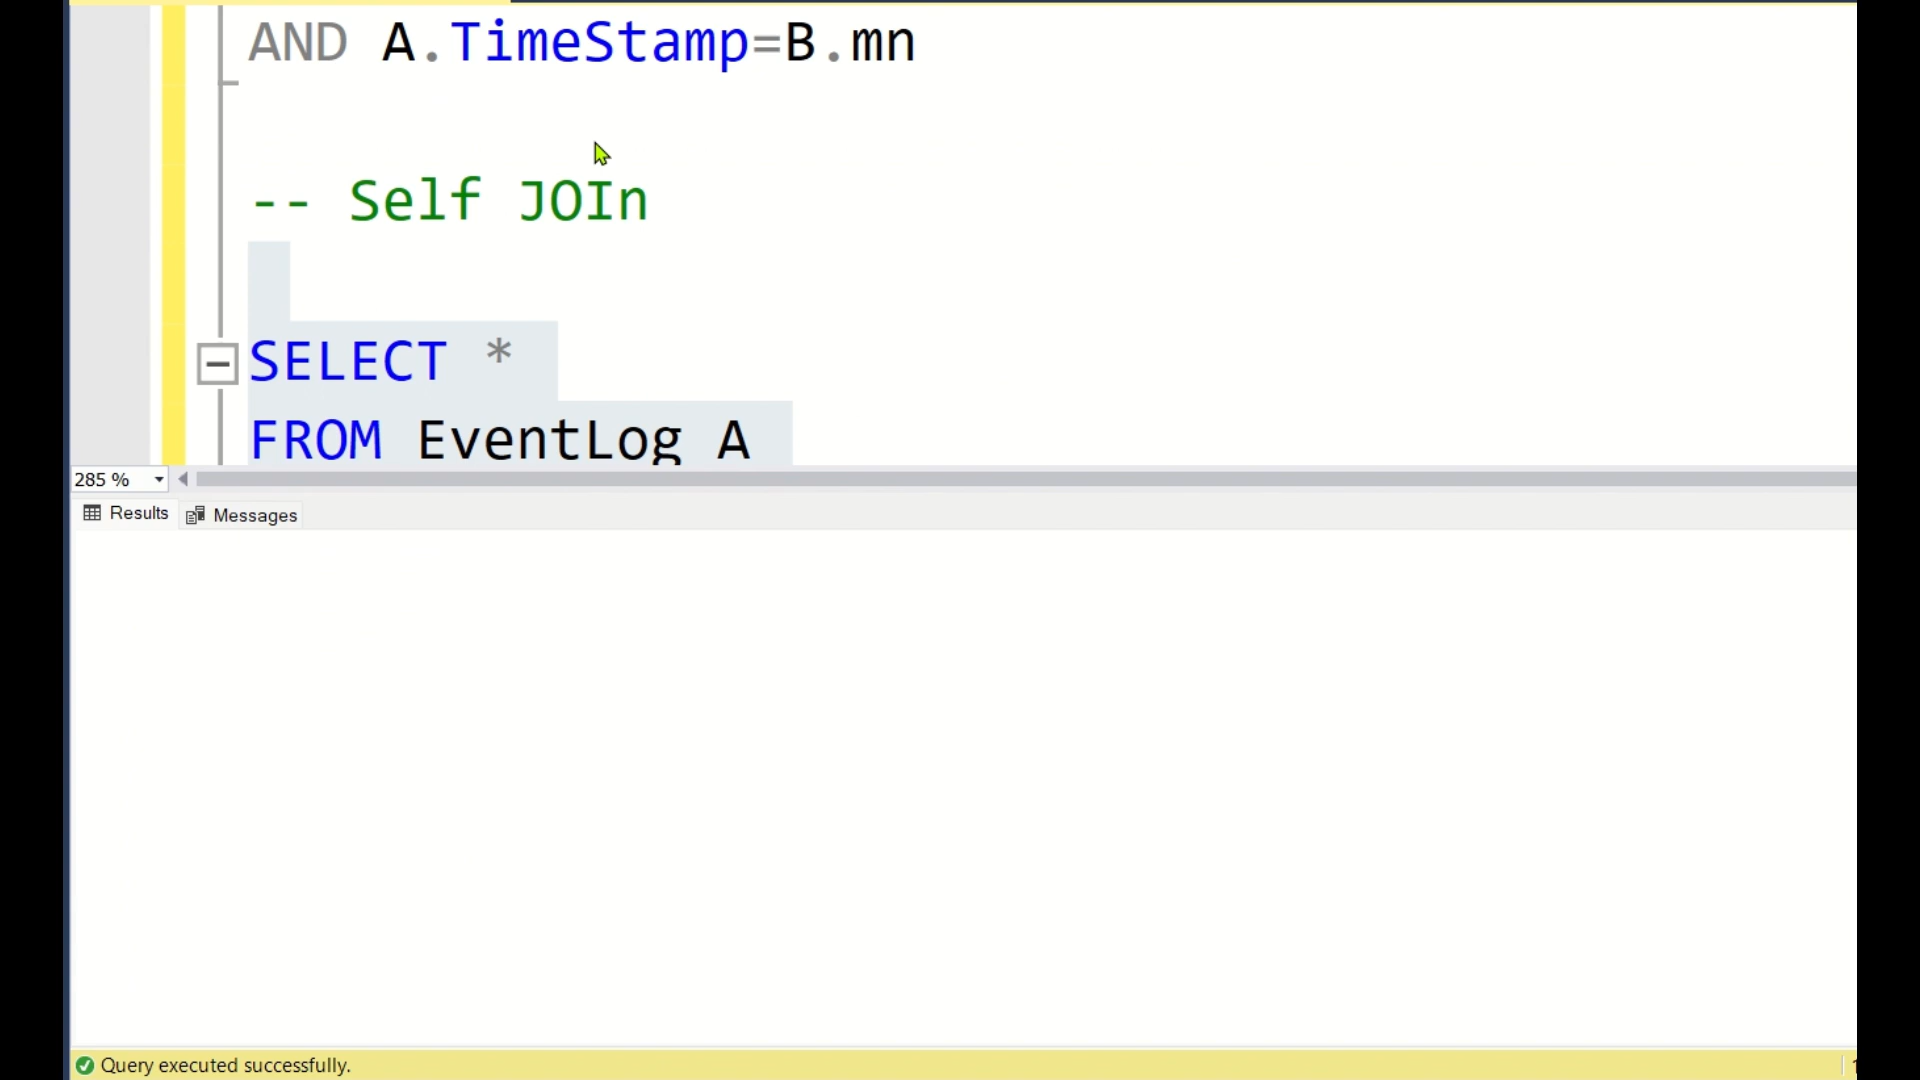 AND A.TimeStamp=B.mn
-- Self JOIn
SELECT *
FROM EventLog A
285 %
Results Messages
Query executed successfully.